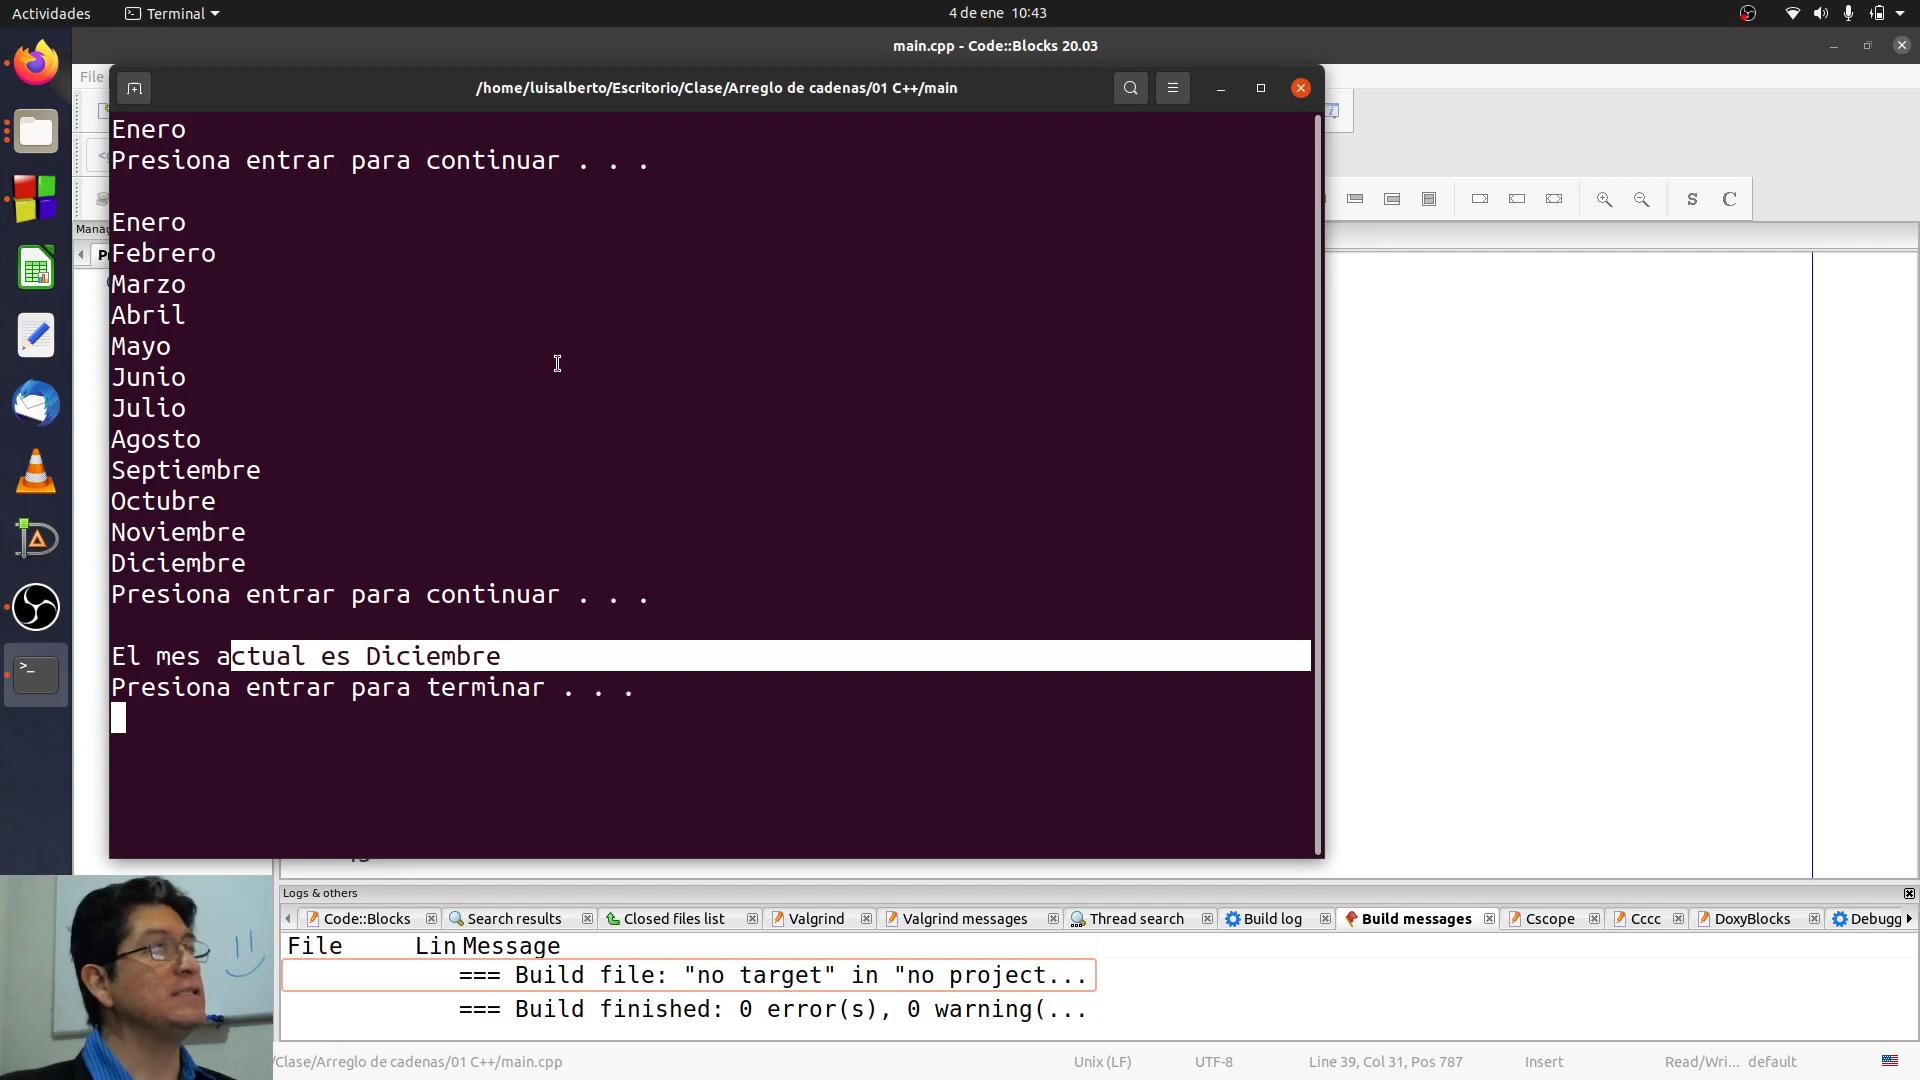 Actividades
Terminal
4 de ene 10:43
main.cpp - Code::Blocks 20.03
File
/home/luisalberto/Escritorio/Clase/Arreglo de cadenas/01 C++/main
Enero
Presiona entrar para continuar . . .
S
C
Manag
Enero
Febrero
Marzo
Abril
Mayo
Junio
Julio
Agosto
Septiembre
Octubre
Noviembre
Diciembre
Presiona entrar para continuar . . .
El mes actual es Diciembre
Presiona entrar para terminar . . .
Logs & others
Code::Blocks
Search results
Closed files list
Valgrind
Valgrind messages
Thread search
Build log
Build messages
Cscope
Cccc
DoxyBlocks
Debugg
File Lin Message
=== Build file: "no target" in "no project...
=== Build finished: 0 error(s), 0 warning(...
/Clase/Arreglo de cadenas/01 C++/main.cpp
Unix (LF)
UTF-8
Line 39, Col 31, Pos 787
Insert
Read/Wri...
default